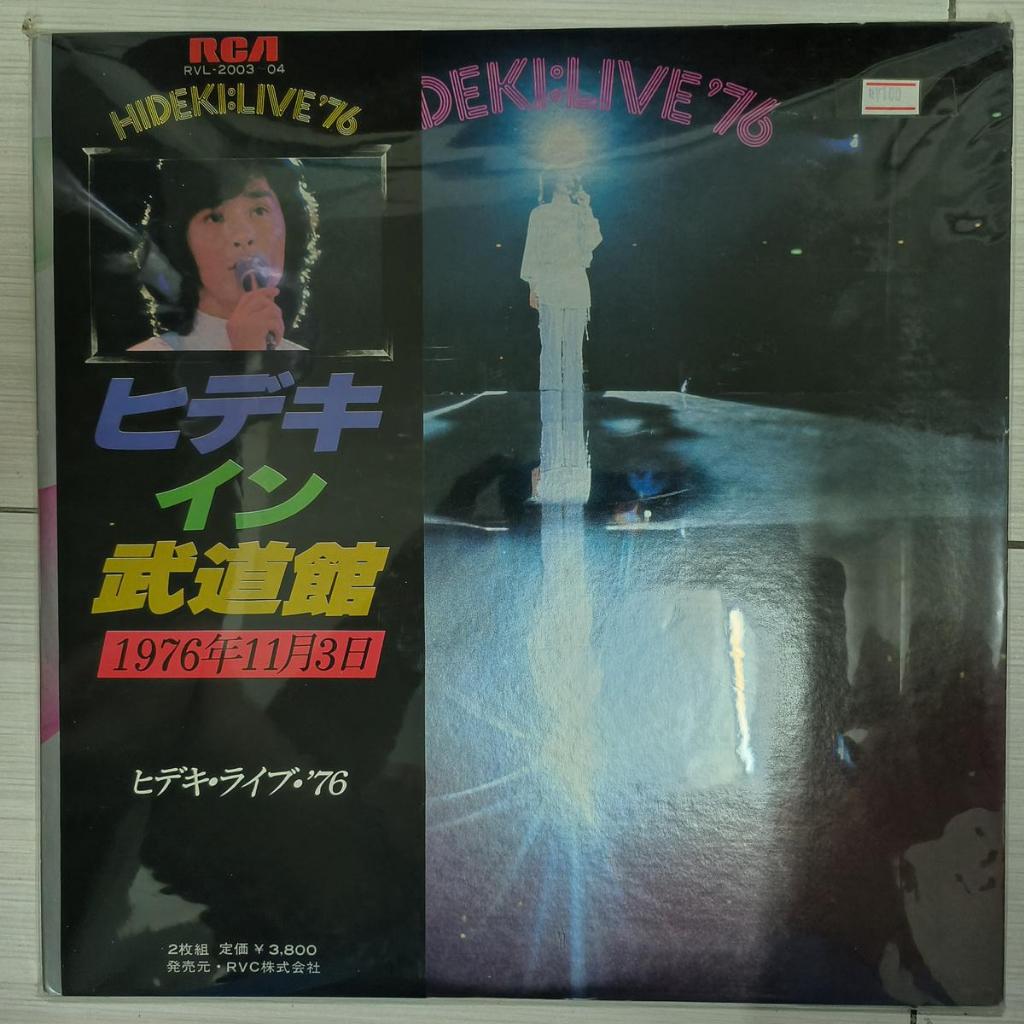 RCA
RVL-2003~04
HIDEKI:LIVE'76
ヒデキ
イン
武道館
1976年11月3日
ヒデキ•ライブ•'76
2枚組 定価¥3,800
発売元・RVC株式会社
IDEKI:LIVE'76